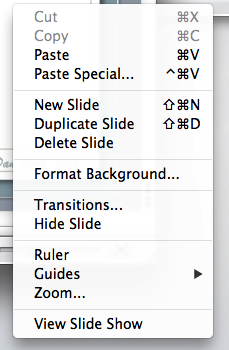 Cut ⌘X
Copy ⌘C
Paste ⌘V
Paste Special... ^⌘V
New Slide ⇧⌘N
Duplicate Slide ⇧⌘D
Delete Slide
Format Background...
Transitions...
Hide Slide
Ruler
Guides ▶
Zoom...
View Slide Show